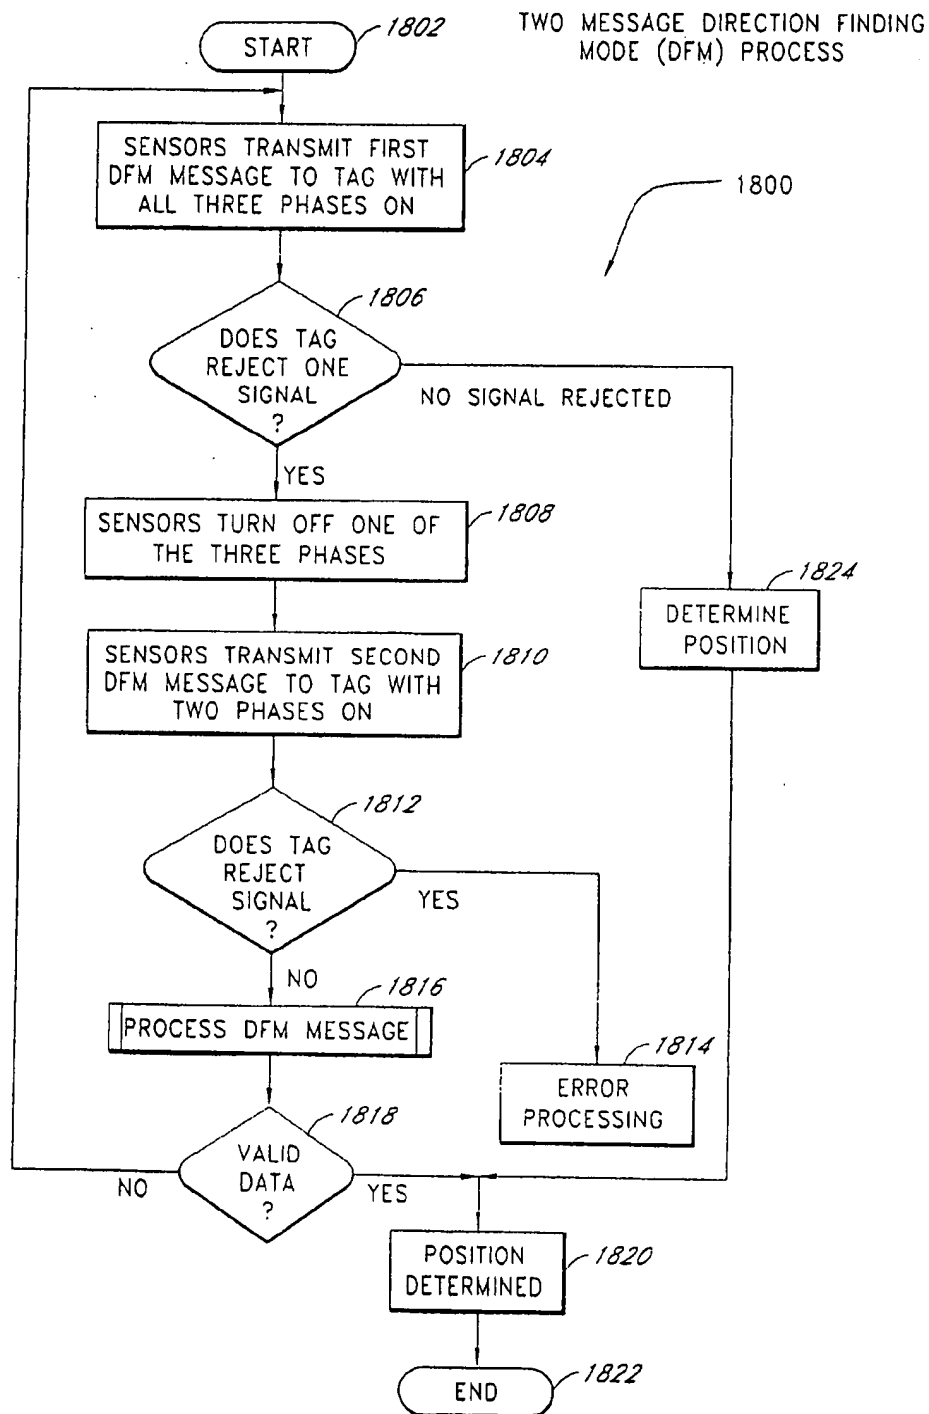 TWO MESSAGE DIRECTION FINDING
MODE (DFM) PROCESS
1802
START
SENSORS TRANSMIT FIRST
DFM MESSAGE TO TAG WITH
ALL THREE PHASES ON
1804
1800
1806
DOES TAG
REJECT ONE
SIGNAL
?
NO SIGNAL REJECTED
YES
SENSORS TURN OFF ONE OF
THE THREE PHASES
1808
1824
DETERMINE
POSITION
SENSORS TRANSMIT SECOND
DFM MESSAGE TO TAG WITH
TWO PHASES ON
1810
1812
DOES TAG
REJECT
SIGNAL
?
YES
NO
1816
PROCESS DFM MESSAGE
1814
ERROR
PROCESSING
1818
VALID
DATA
?
NO
YES
POSITION
DETERMINED
1820
END
1822